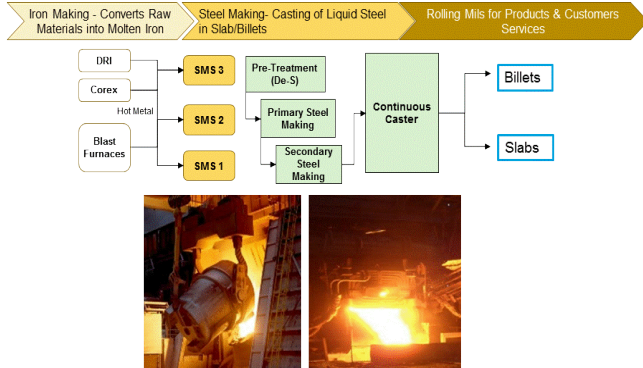 Iron Making - Converts Raw
Materials into Molten Iron
Steel Making- Casting of Liquid Steel
in Slab/Billets
Rolling Mils for Products & Customers
Services
DRI
Corex
Hot Metal
Blast
Furnaces
SMS 3
SMS 2
SMS 1
Pre-Treatment
(De-S)
Primary Steel
Making
Secondary
Steel
Making
Continuous
Caster
Billets
Slabs